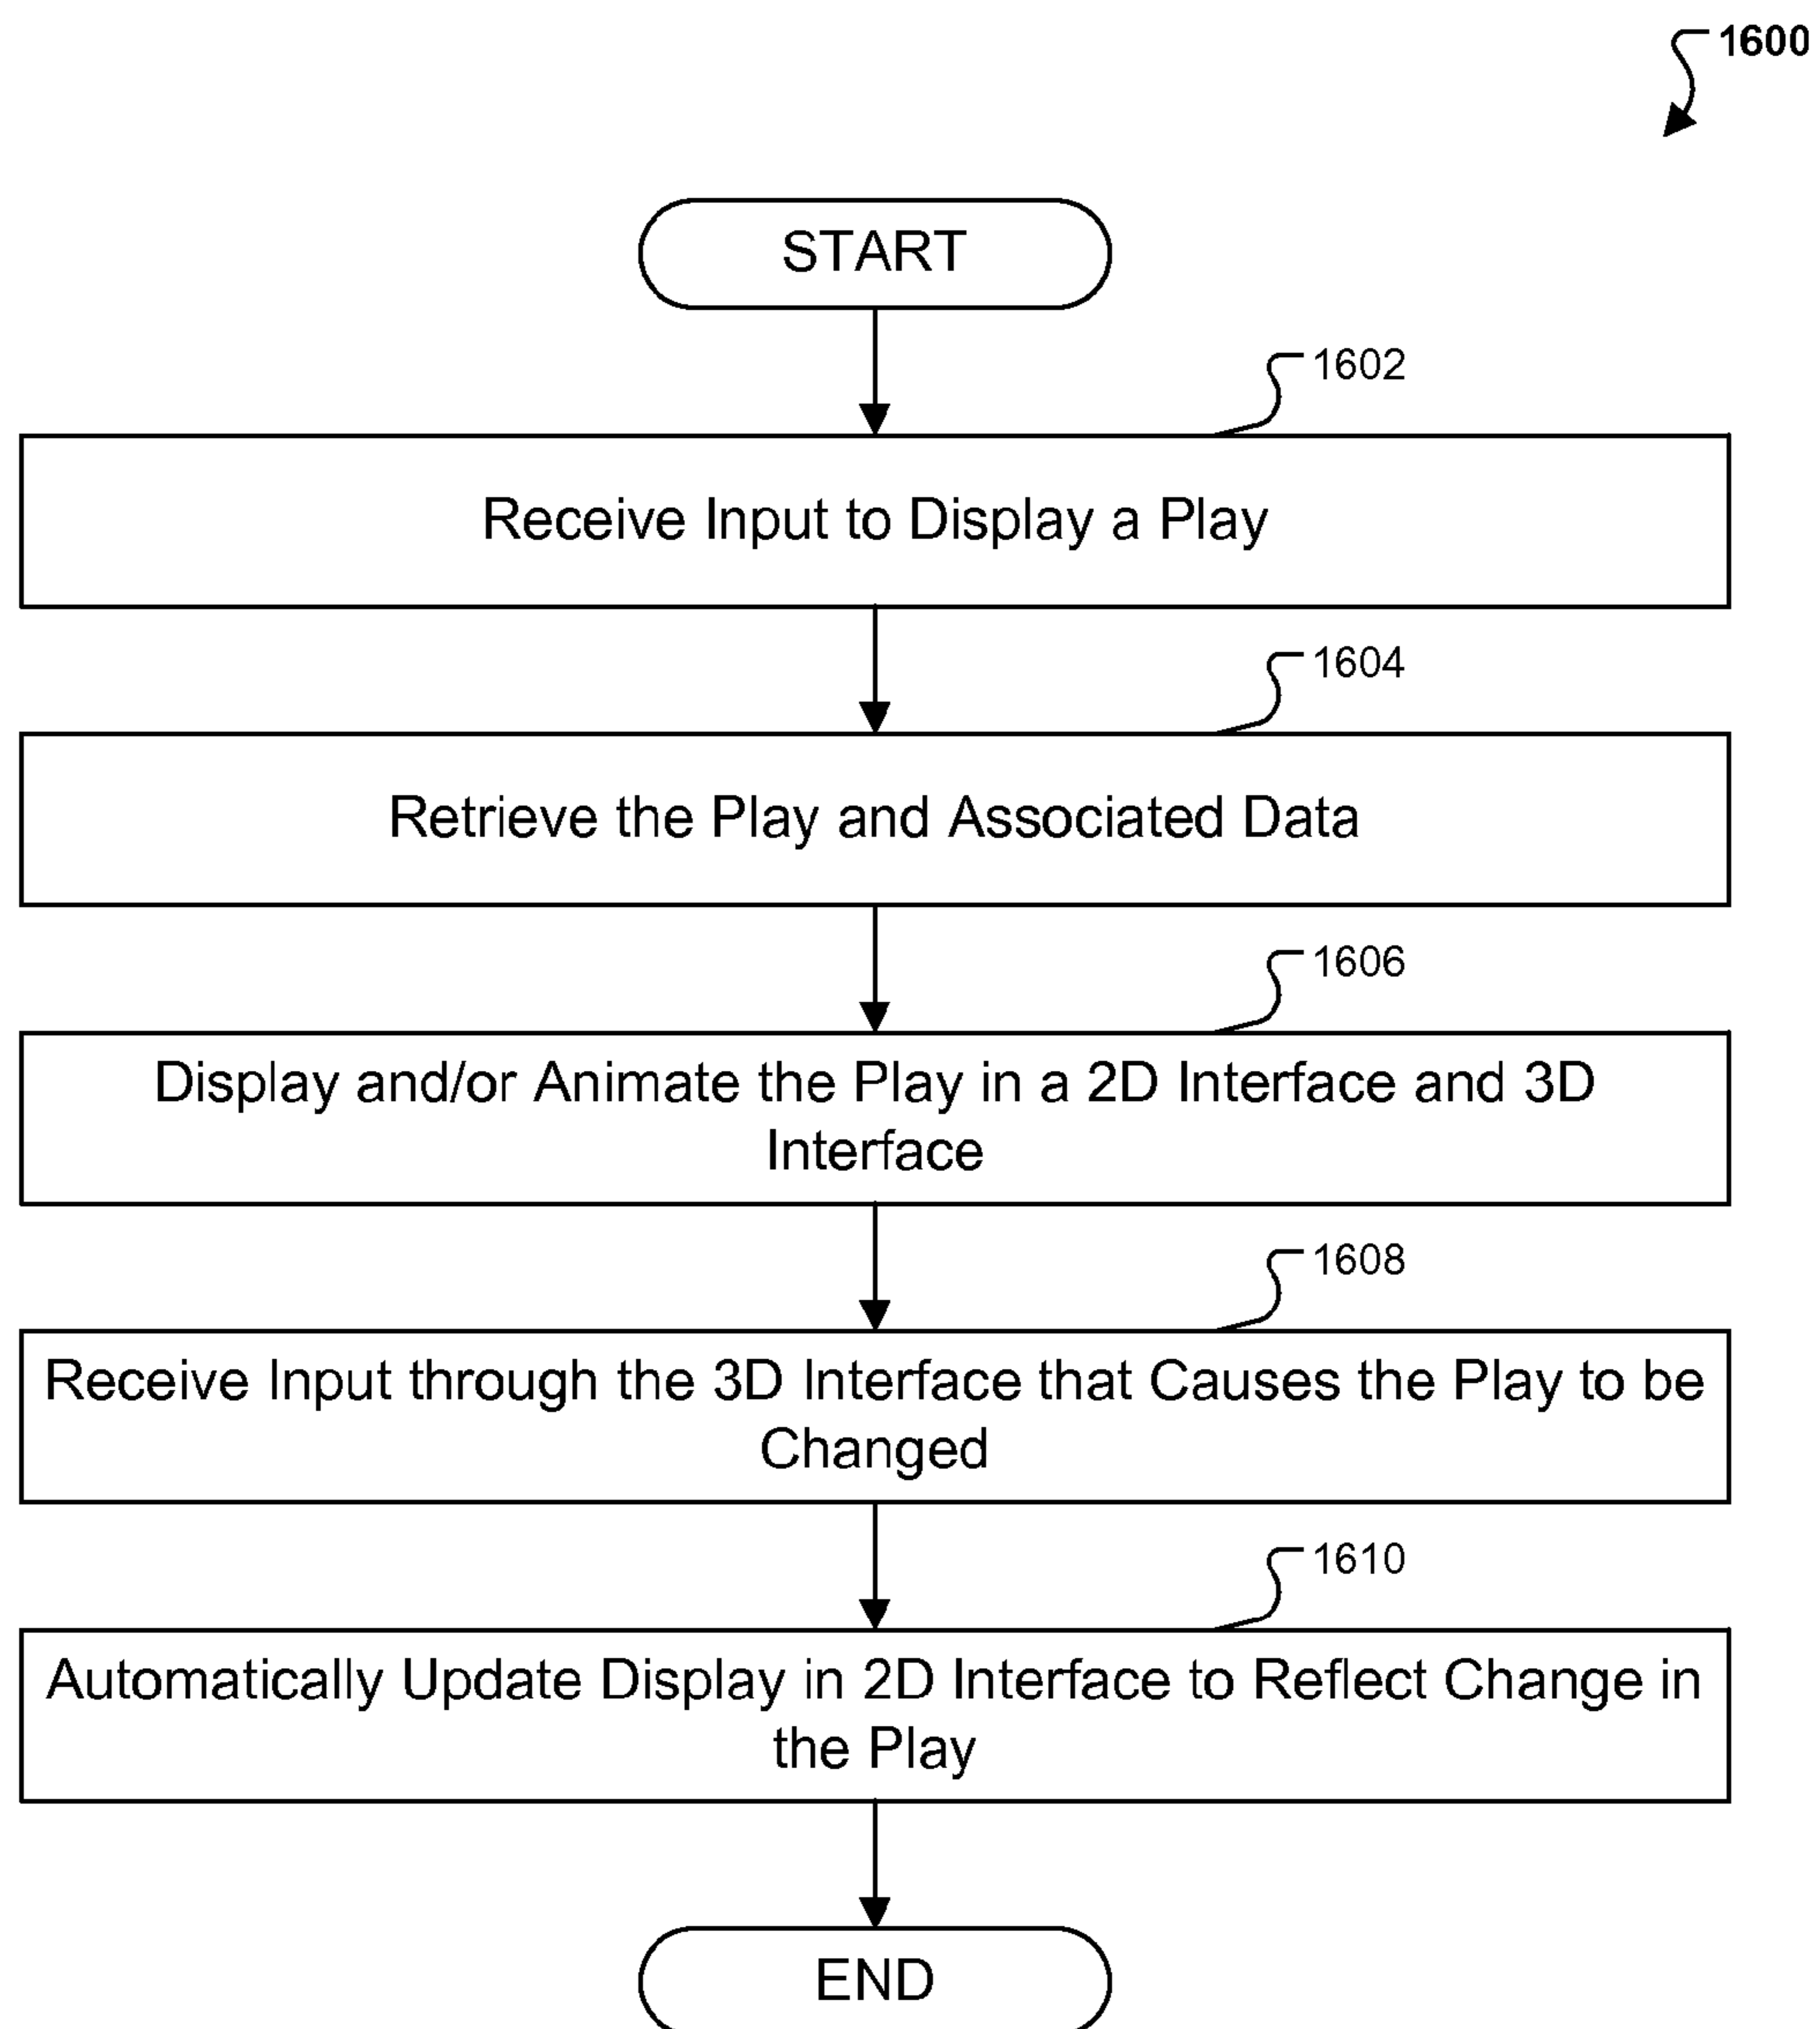 1600
START
1602
Receive Input to Display a Play
1604
Retrieve the Play and Associated Data
1606
Display and/or Animate the Play in a 2D Interface and 3D
Interface
1608
Receive Input through the 3D Interface that Causes the Play to be
Changed
1610
Automatically Update Display in 2D Interface to Reflect Change in
the Play
END